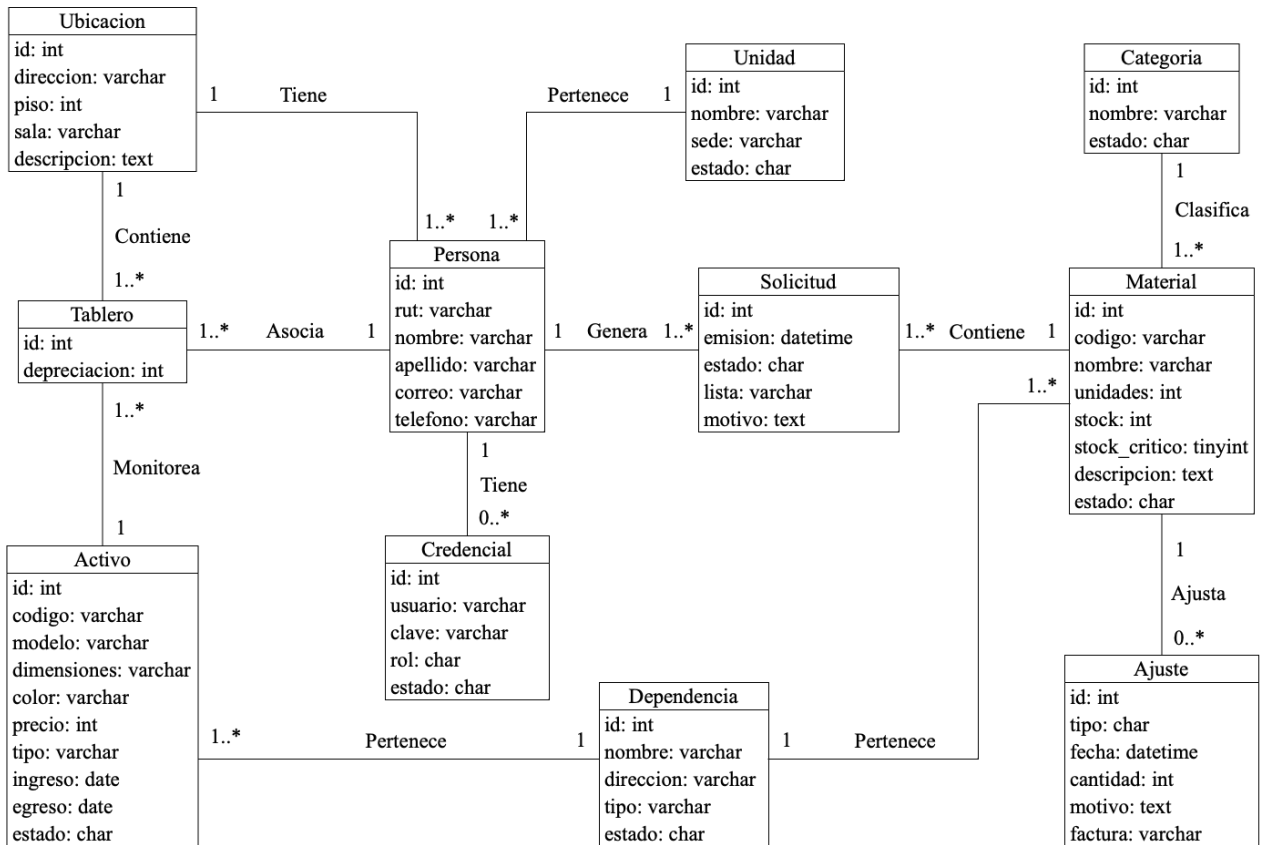 Ubicacion
id: int
direccion: varchar
piso: int
sala: varchar
descripcion: text
1
Tiene
1..*
Unidad
id: int
nombre: varchar
sede: varchar
estado: char
Pertenece
1
1..*
Categoria
id: int
nombre: varchar
estado: char
1
Clasifica
1..*
1
Contiene
1..*
Tablero
id: int
depreciacion: int
1..*
Asocia
1
Persona
id: int
rut: varchar
nombre: varchar
apellido: varchar
correo: varchar
telefono: varchar
1
Genera
1..*
Solicitud
id: int
emision: datetime
estado: char
lista: varchar
motivo: text
1..*
Contiene
1
Material
id: int
codigo: varchar
nombre: varchar
unidades: int
stock: int
stock_critico: tinyint
descripcion: text
estado: char
1..*
1..*
Monitorea
1
1
Tiene
0..*
Credencial
id: int
usuario: varchar
clave: varchar
rol: char
estado: char
Activo
id: int
codigo: varchar
modelo: varchar
dimensiones: varchar
color: varchar
precio: int
tipo: varchar
ingreso: date
egreso: date
estado: char
1..*
Pertenece
1
Dependencia
id: int
nombre: varchar
direccion: varchar
tipo: varchar
estado: char
1
Pertenece
1
Ajusta
0..*
Ajuste
id: int
tipo: char
fecha: datetime
cantidad: int
motivo: text
factura: varchar